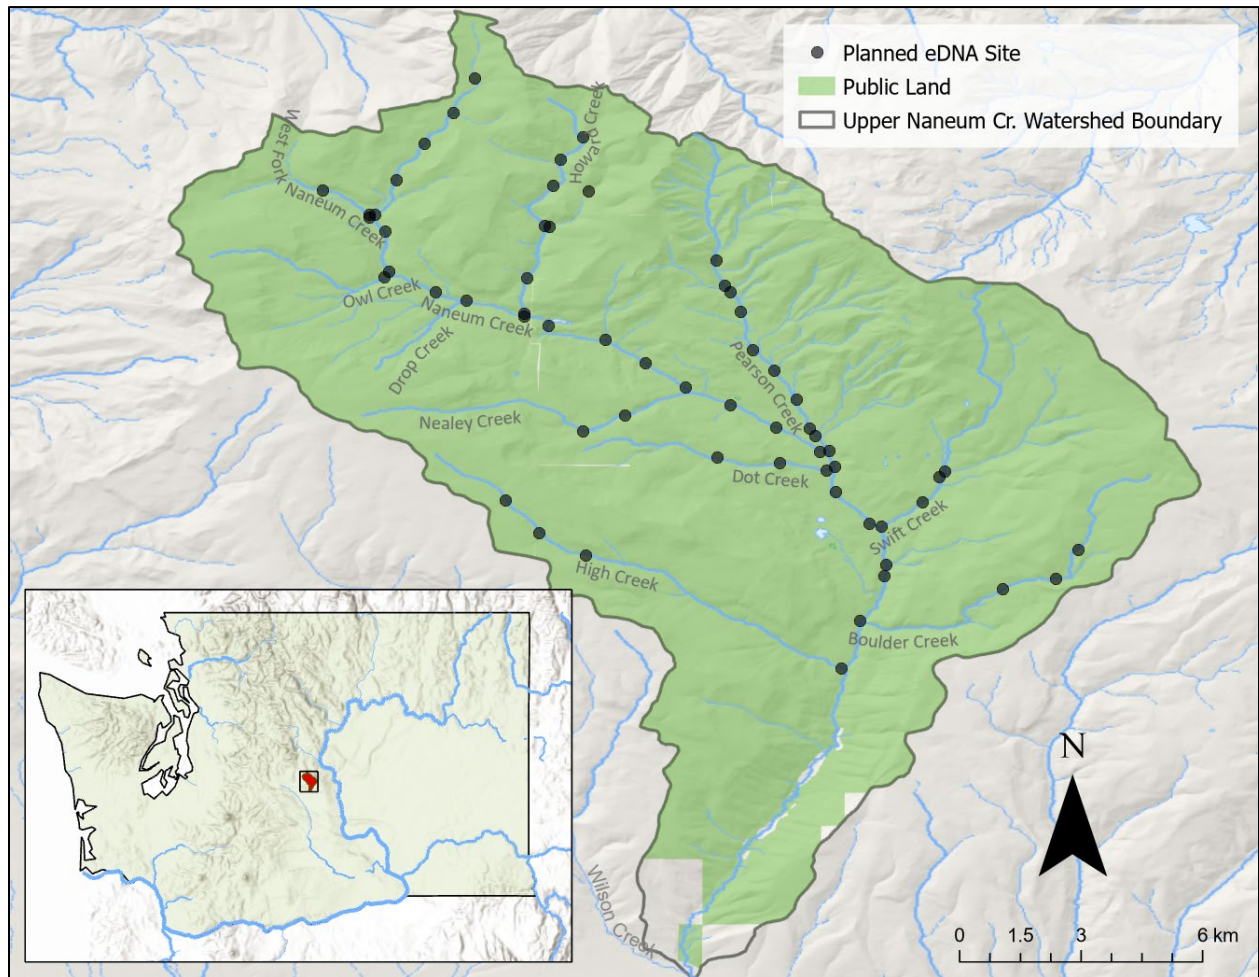 Planned eDNA Site
Public Land
Upper Naneum Cr. Watershed Boundary
West Fork
Naneum Creek
Howard Creek
Owl Creek
Naneum Creek
Drop Creek
Pearson Creek
Nealey Creek
Dot Creek
Swift Creek
High Creek
Boulder Creek
Wilson Creek
N
0 1.5 3 6 km